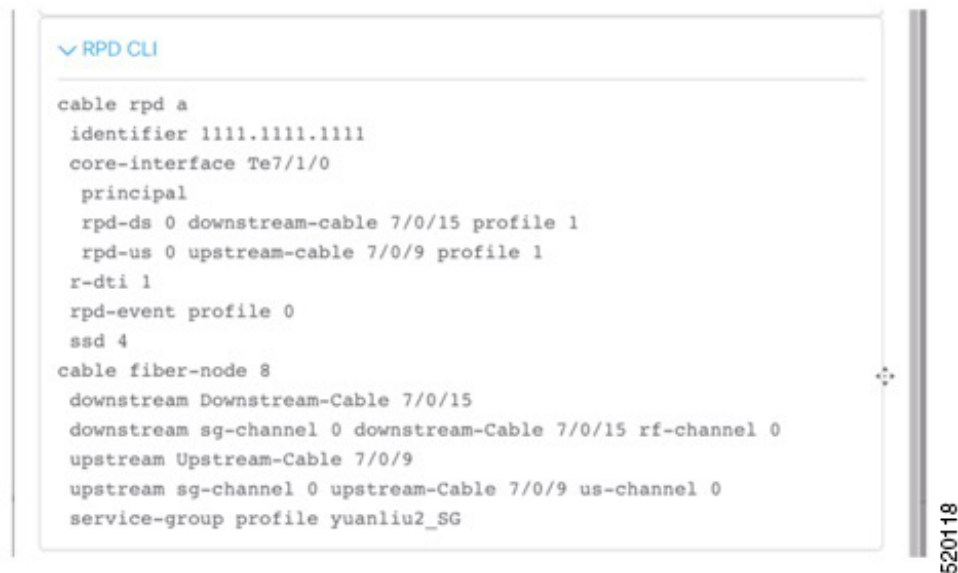 RPD CLI
cable rpd a
identifier 1111.1111.1111
core-interface Te7/1/0
principal
rpd-ds 0 downstream-cable 7/0/15 profile 1
rpd-us 0 upstream-cable 7/0/9 profile 1
r-dti 1
rpd-event profile 0
ssd 4
cable fiber-node 8
downstream Downstream-Cable 7/0/15
downstream sg-channel 0 downstream-Cable 7/0/15 rf-channel 0
upstream Upstream-Cable 7/0/9
upstream sg-channel 0 upstream-Cable 7/0/9 us-channel 0
service-group profile yuanliu2_SG
520118